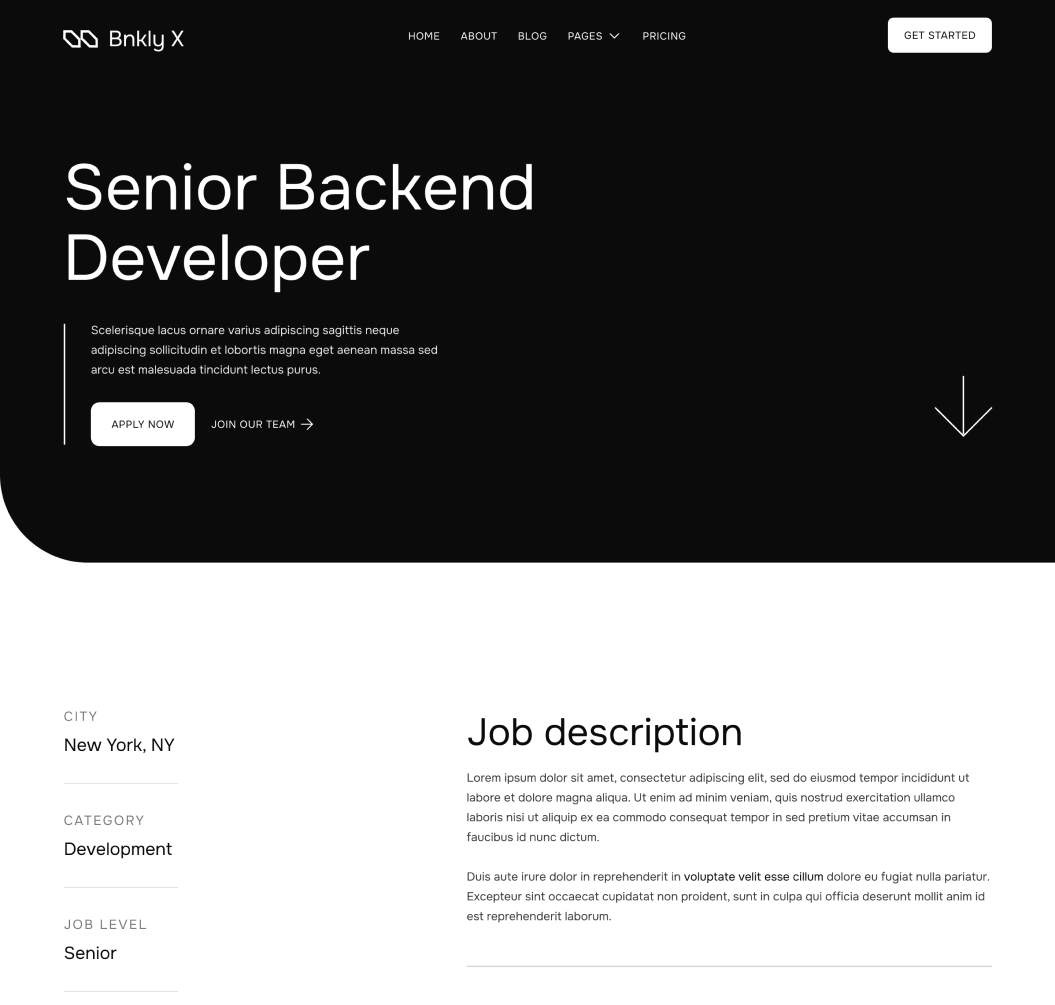 Bnkly X
HOME ABOUT BLOG PAGES PRICING
GET STARTED
Senior Backend
Developer
Scelerisque lacus ornare varius adipiscing sagittis neque
adipiscing sollicitudin et lobortis magna eget aenean massa sed
arcu est malesuada tincidunt lectus purus.
APPLY NOW
JOIN OUR TEAM
CITY
New York, NY
CATEGORY
Development
JOB LEVEL
Senior
Job description
Lorem ipsum dolor sit amet, consectetur adipiscing elit, sed do eiusmod tempor incididunt ut
labore et dolore magna aliqua. Ut enim ad minim veniam, quis nostrud exercitation ullamco
laboris nisi ut aliquip ex ea commodo consequat tempor in sed pretium vitae accumsan in
faucibus id nunc dictum.
Duis aute irure dolor in reprehenderit in voluptate velit esse cillum dolore eu fugiat nulla pariatur.
Excepteur sint occaecat cupidatat non proident, sunt in culpa qui officia deserunt mollit anim id
est reprehenderit laborum.